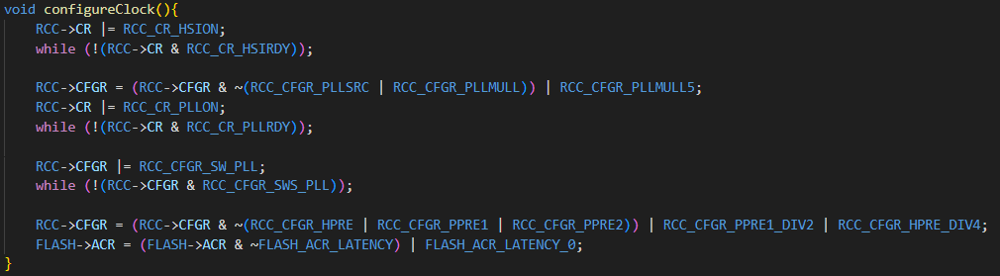 void configureClock(){
RCC->CR |= RCC_CR_HSION;
while (!(RCC->CR & RCC_CR_HSIRDY));
RCC->CFGR = (RCC->CFGR & ~(RCC_CFGR_PLLSRC | RCC_CFGR_PLLMULL)) | RCC_CFGR_PLLMULL5;
RCC->CR |= RCC_CR_PLLON;
while (!(RCC->CR & RCC_CR_PLLRDY));
RCC->CFGR |= RCC_CFGR_SW_PLL;
while (!(RCC->CFGR & RCC_CFGR_SWS_PLL));
RCC->CFGR = (RCC->CFGR & ~(RCC_CFGR_HPRE | RCC_CFGR_PPRE1 | RCC_CFGR_PPRE2)) | RCC_CFGR_PPRE1_DIV2 | RCC_CFGR_HPRE_DIV4;
FLASH->ACR = (FLASH->ACR & ~FLASH_ACR_LATENCY) | FLASH_ACR_LATENCY_0;
}